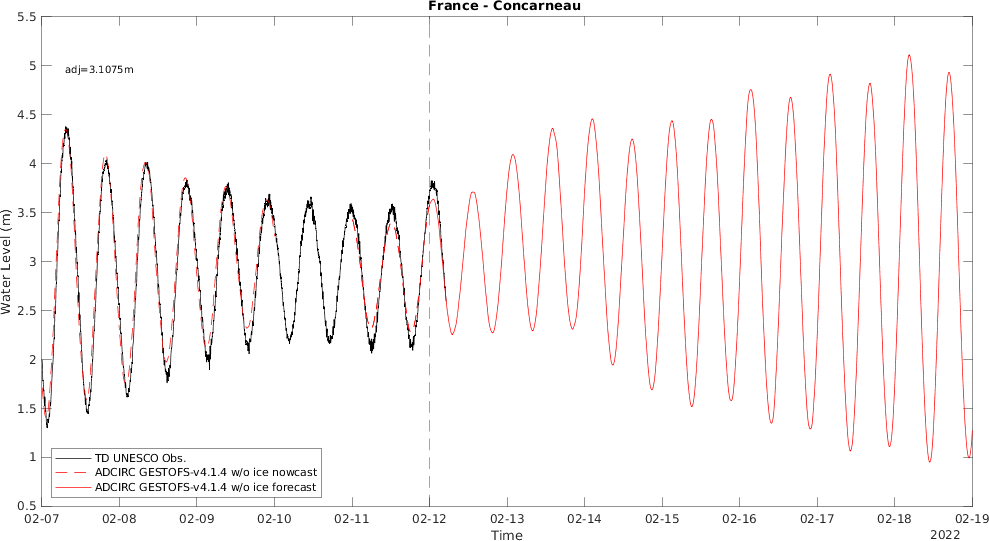 France - Concarneau
adj=3.1075m
Water Level (m)
5.5
5
4.5
4
3.5
3
2.5
2
1.5
1
0.5
TD UNESCO Obs.
ADCIRC GESTOFS-v4.1.4 w/o ice nowcast
ADCIRC GESTOFS-v4.1.4 w/o ice forecast
02-07 02-08 02-09 02-10 02-11 02-12 02-13 02-14 02-15 02-16 02-17 02-18 02-19
Time
2022